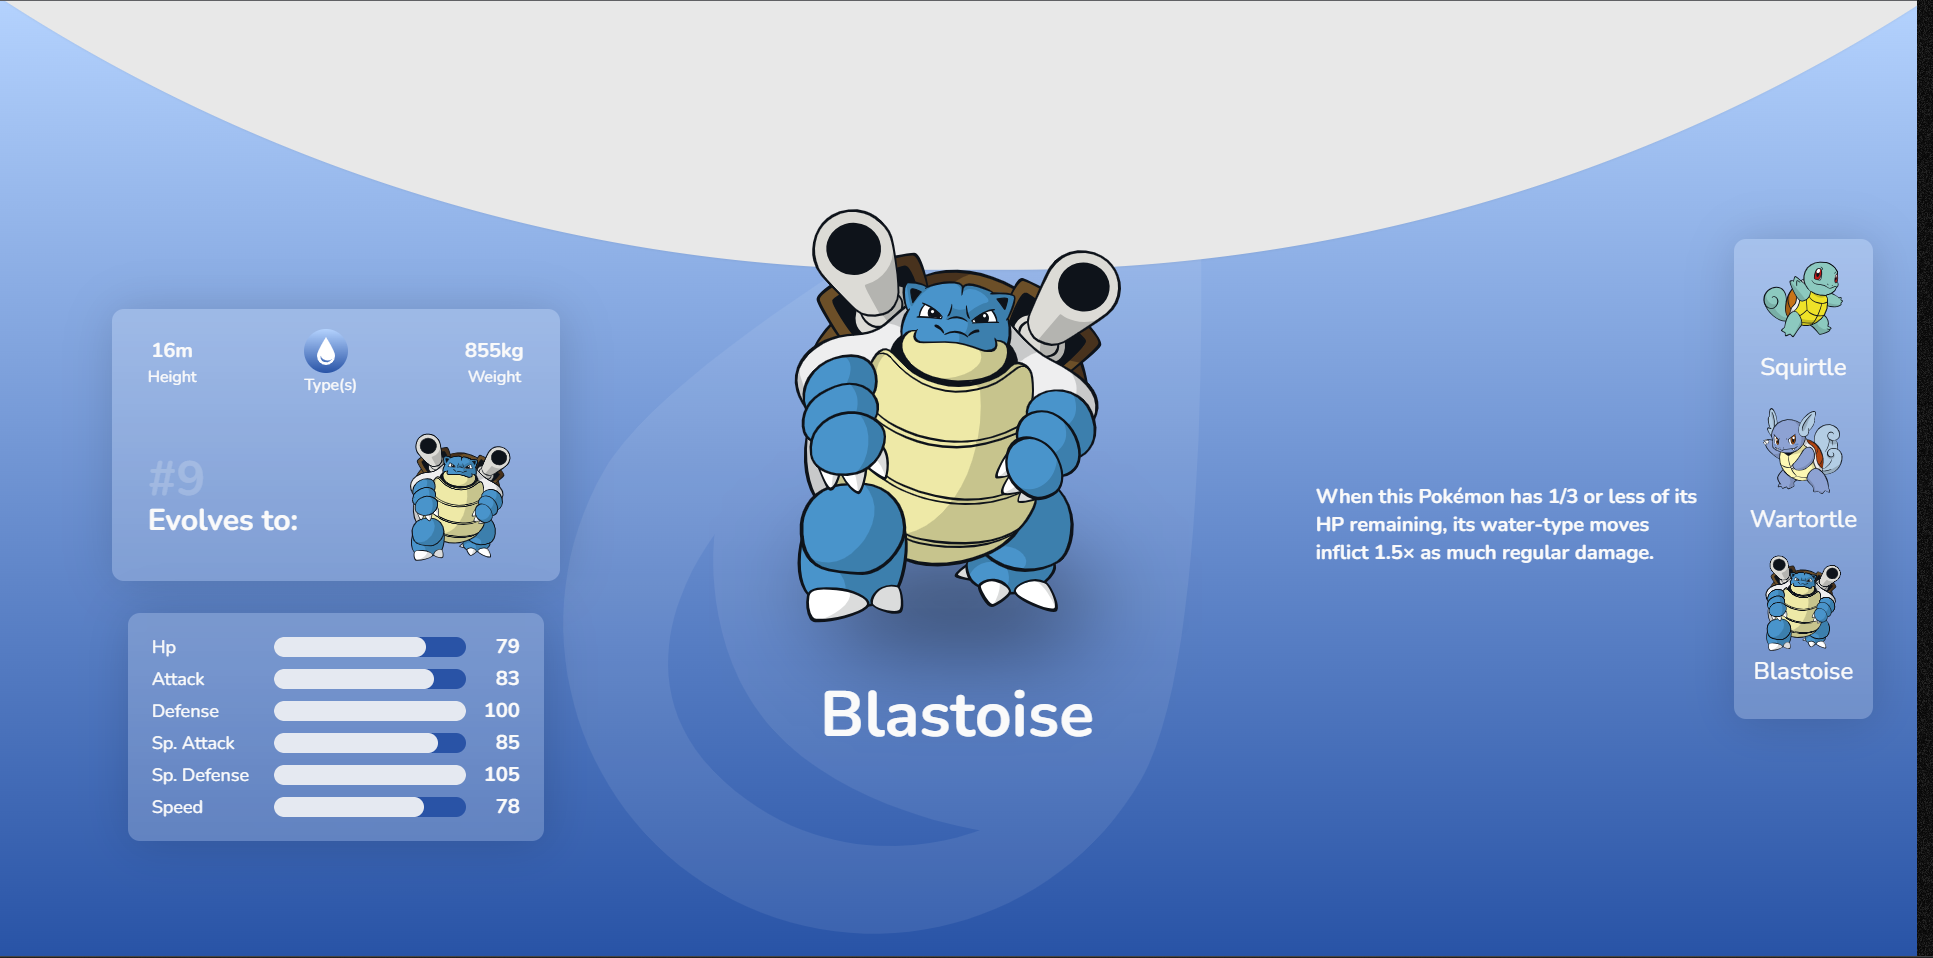 16m
Height
Type(s)
855kg
Weight
#9
Evolves to:
Hp 79
Attack 83
Defense 100
Sp. Attack 85
Sp. Defense 105
Speed 78
Blastoise
When this Pokémon has 1/3 or less of its
HP remaining, its water-type moves
inflict 1.5× as much regular damage.
Squirtle
Wartortle
Blastoise